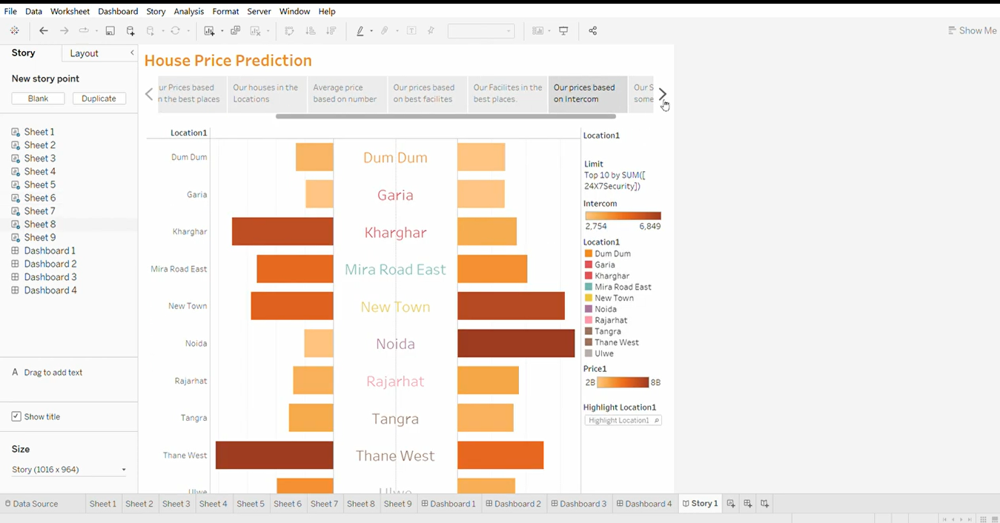 File Data Worksheet Dashboard Story Analysis Format Server Window Help
Show Me
Story
Layout
New story point
Blank
Duplicate
Sheet 1
Sheet 2
Sheet 3
Sheet 4
Sheet 5
Sheet 6
Sheet 7
Sheet 8
Sheet 9
Dashboard 1
Dashboard 2
Dashboard 3
Dashboard 4
A Drag to add text
Show title
Size
Story (1016 x 964)
House Price Prediction
ur Prices based
n the best places
Our houses in the
Locations
Average price
based on number
Our prices based
on best facilites
Our Facilites in the
best places.
Our prices based
on Intercom
Our S
some
Location1
Dum Dum
Garia
Kharghar
Mira Road East
New Town
Noida
Rajarhat
Tangra
Thane West
Ulwe
Dum Dum
Garia
Kharghar
Mira Road East
New Town
Noida
Rajarhat
Tangra
Thane West
Ulwe
Location1
Limit
Top 10 by SUM([
24X7Security])
Intercom
2,754 6,849
Location1
Dum Dum
Garia
Kharghar
Mira Road East
New Town
Noida
Rajarhat
Tangra
Thane West
Ulwe
Price1
2B 8B
Highlight Location1
Highlight Location1
Data Source Sheet 1 Sheet 2 Sheet 3 Sheet 4 Sheet 5 Sheet 6 Sheet 7 Sheet 8 Sheet 9 Dashboard 1 Dashboard 2 Dashboard 3 Dashboard 4 Story 1